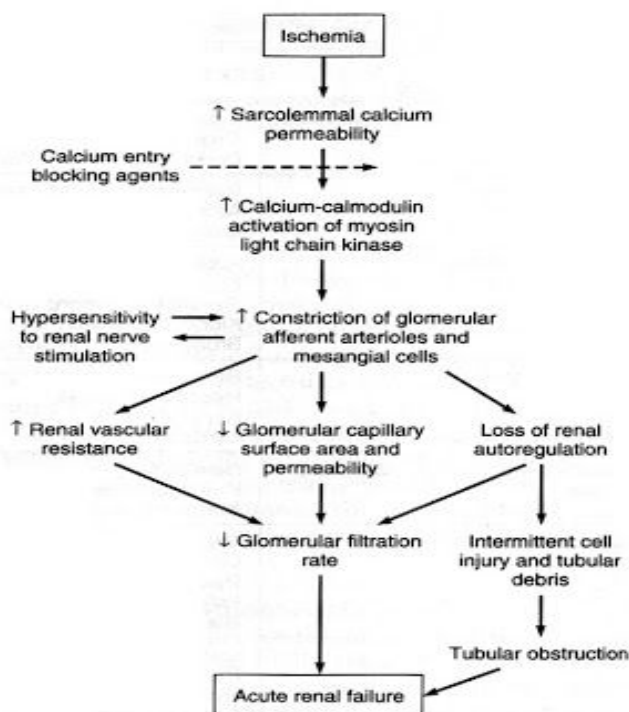 Ischemia
↑ Sarcolemmal calcium
permeability
Calcium entry
blocking agents
↑ Calcium-calmodulin
activation of myosin
light chain kinase
Hypersensitivity
to renal nerve
stimulation
↑ Constriction of glomerular
afferent arterioles and
mesangial cells
↑ Renal vascular
resistance
↓ Glomerular capillary
surface area and
permeability
Loss of renal
autoregulation
↓ Glomerular filtration
rate
Intermittent cell
injury and tubular
debris
Tubular obstruction
Acute renal failure